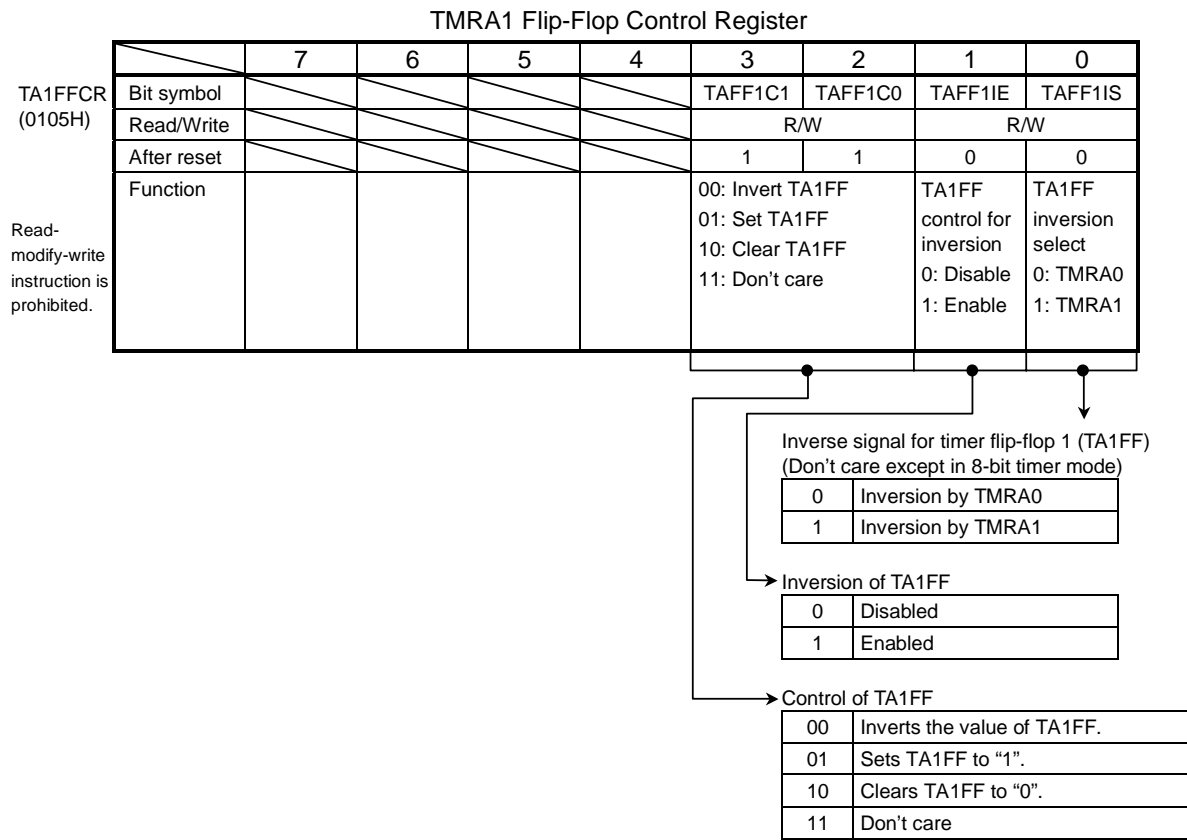 TMRA1 Flip-Flop Control Register
7 6 5 4 3 2 1 0
TA1FFCR
(0105H)
Bit symbol TAFF1C1 TAFF1C0 TAFF1IE TAFF1IS
Read/Write R/W R/W
After reset 1 1 0 0
Read-
modify-write
instruction is
prohibited.
Function
00: Invert TA1FF
01: Set TA1FF
10: Clear TA1FF
11: Don't care
TA1FF
control for
inversion
0: Disable
1: Enable
TA1FF
inversion
select
0: TMRA0
1: TMRA1
Inverse signal for timer flip-flop 1 (TA1FF)
(Don't care except in 8-bit timer mode)
0 Inversion by TMRA0
1 Inversion by TMRA1
Inversion of TA1FF
0 Disabled
1 Enabled
Control of TA1FF
00 Inverts the value of TA1FF.
01 Sets TA1FF to “1”.
10 Clears TA1FF to “0”.
11 Don't care